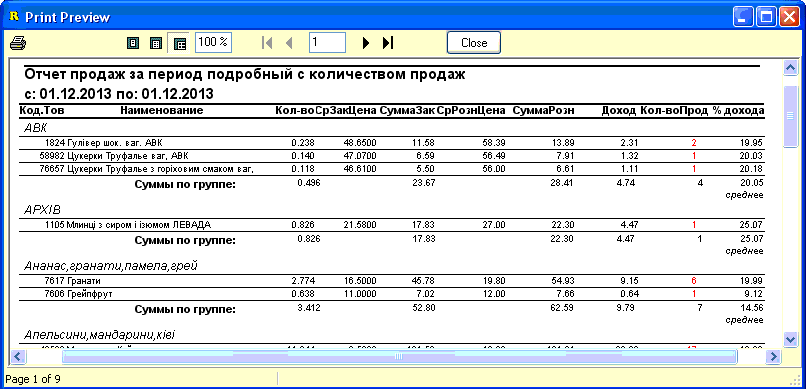 Print Preview
100 % 1 Close
Отчет продаж за период подробный с количеством продаж
с: 01.12.2013 по: 01.12.2013
Код.Тов Наименование Кол-во СрЗакЦена СуммаЗак СрРознЦена СуммаРозн Доход Кол-воПрод % дохода
АВК
1824 Гулівер шок. ваг. АВК 0.238 48.6500 11.58 58.39 13.89 2.31 2 19.95
58982 Цукерки Труфалье ваг, АВК 0.140 47.0700 6.59 56.49 7.91 1.32 1 20.03
76657 Цукерки Труфалье з горіховим смаком ваг, 0.118 46.6100 5.50 56.00 6.61 1.11 1 20.18
Суммы по группе: 0.496 23.67 28.41 4.74 4 20.05
среднее
АРХІВ
1105 Млинці з сиром і ізюмом ЛЕВАДА 0.826 21.5800 17.83 27.00 22.30 4.47 1 25.07
Суммы по группе: 0.826 17.83 22.30 4.47 1 25.07
среднее
Ананас,гранати,памела,грей
7617 Гранати 2.774 16.5000 45.78 19.80 54.93 9.15 6 19.99
7606 Грейпфрут 0.638 11.0000 7.02 12.00 7.66 0.64 1 9.12
Суммы по группе: 3.412 52.80 62.59 9.79 7 14.56
среднее
Апельсини,мандарини,ківі
Page 1 of 9